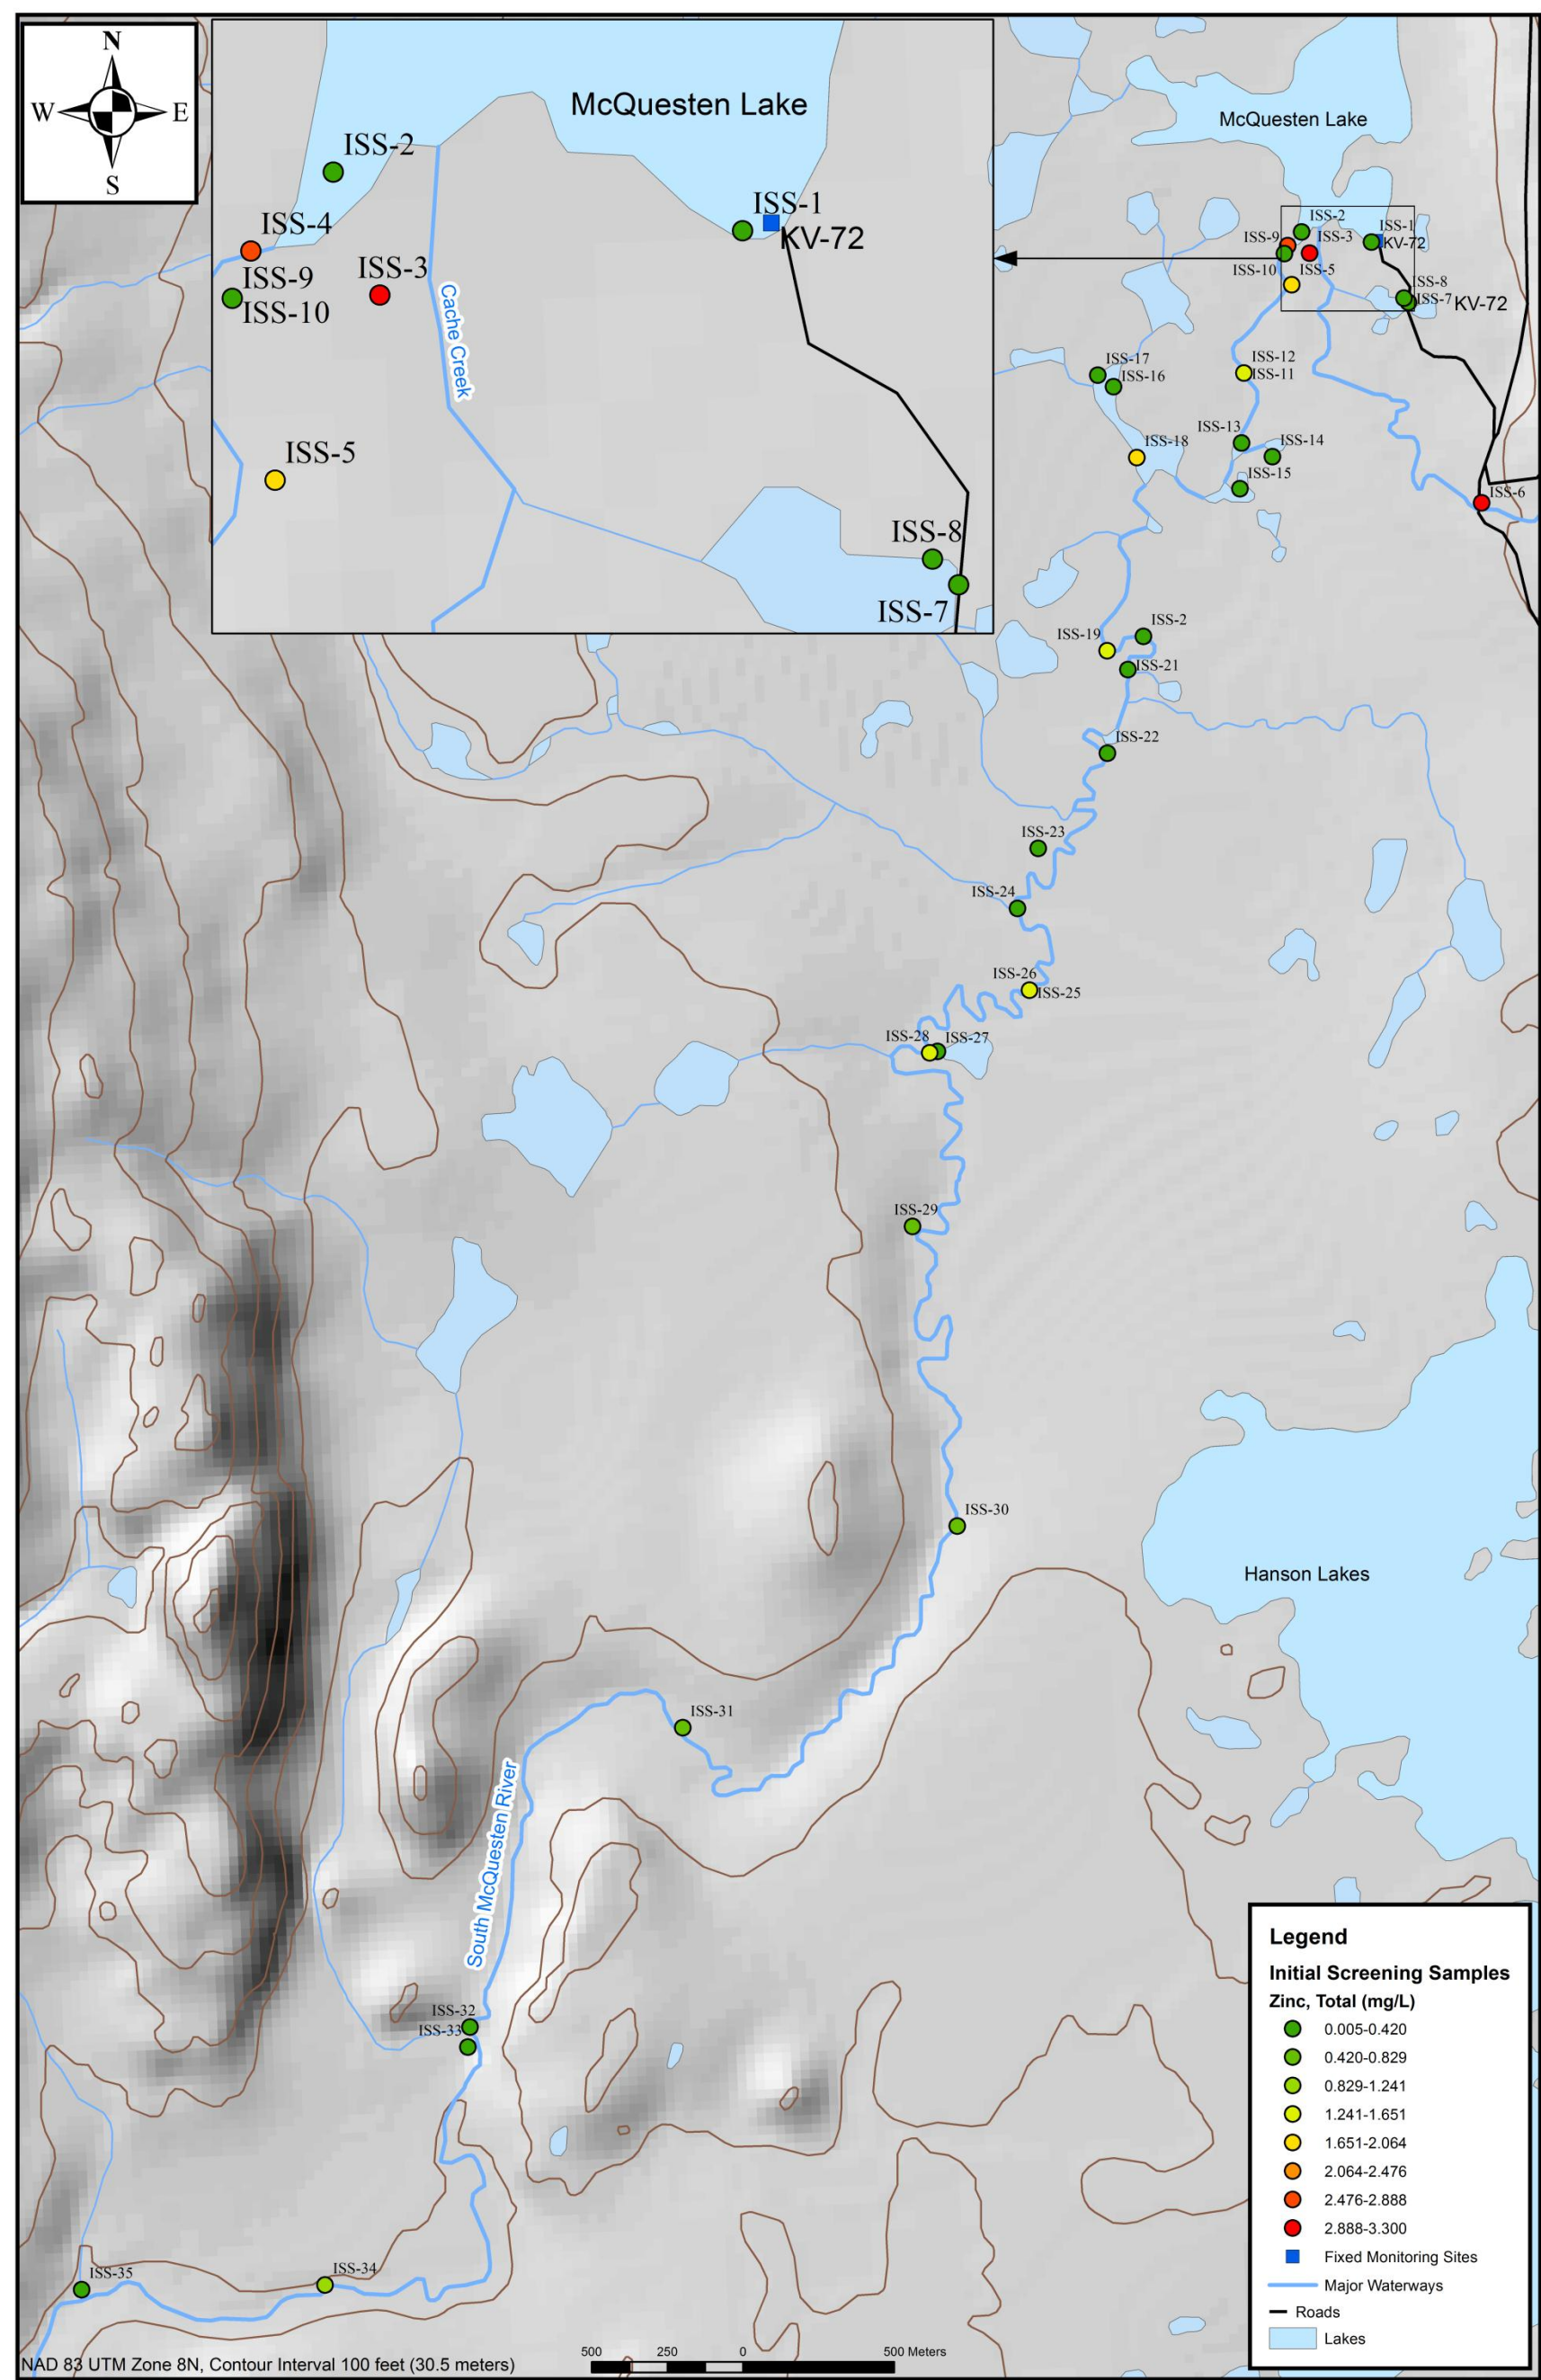 N
W E
S
McQuesten Lake
ISS-2
ISS-4
ISS-1
KV-72
ISS-3
ISS-9
ISS-10
Cache Creek
ISS-5
ISS-8
ISS-7
McQuesten Lake
ISS-2
ISS-1
ISS-9
ISS-3
KV-72
ISS-10
ISS-5
ISS-8
ISS-7
KV-72
ISS-12
ISS-11
ISS-17
ISS-16
ISS-13
ISS-14
ISS-18
ISS-15
ISS-6
ISS-2
ISS-19
ISS-21
ISS-22
ISS-23
ISS-24
ISS-26
ISS-25
ISS-28
ISS-27
ISS-29
ISS-30
Hanson Lakes
ISS-31
South McQuesten River
ISS-32
ISS-33
ISS-34
ISS-35
Legend
Initial Screening Samples
Zinc, Total (mg/L)
0.005-0.420
0.420-0.829
0.829-1.241
1.241-1.651
1.651-2.064
2.064-2.476
2.476-2.888
2.888-3.300
Fixed Monitoring Sites
Major Waterways
Roads
Lakes
500 250 0 500 Meters
NAD 83 UTM Zone 8N, Contour Interval 100 feet (30.5 meters)